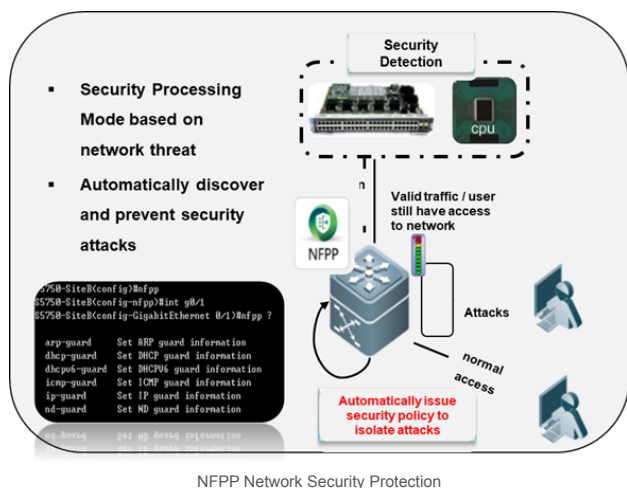 Security
Detection
▪ Security Processing
Mode based on
network threat
▪ Automatically discover
and prevent security
attacks
cpu
n
Valid traffic / user
still have access
to network
NFPP
S5750-SiteB(config)#nfpp
S5750-SiteB(config-nfpp)#int g0/1
S5750-SiteB(config-GigabitEthernet 0/1)#nfpp ?
arp-guard Set ARP guard information
dhcp-guard Set DHCP guard information
dhcpv6-guard Set DHCPV6 guard information
icmp-guard Set ICMP guard information
ip-guard Set IP guard information
nd-guard Set ND guard information
Attacks
normal
access
Automatically issue
security policy to
isolate attacks
NFPP Network Security Protection